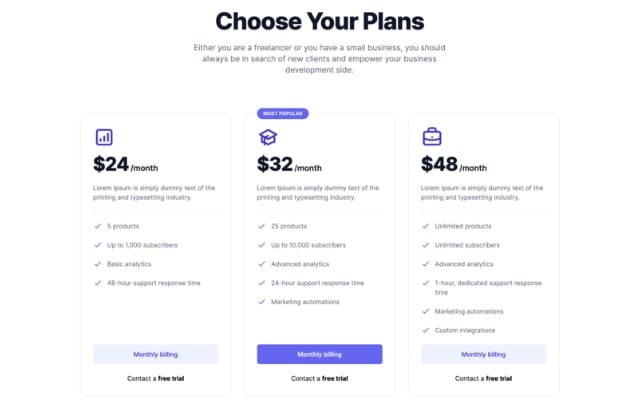 Choose Your Plans
Either you are a freelancer or you have a small business, you should
always be in search of new clients and empower your business
development side.
$24/month
Lorem Ipsum is simply dummy text of the
printing and typesetting industry.
5 products
Up to 1,000 subscribers
Basic analytics
48-hour support response time
Monthly billing
Contact a free trial
MOST POPULAR
$32/month
Lorem Ipsum is simply dummy text of the
printing and typesetting industry.
25 products
Up to 10,000 subscribers
Advanced analytics
24-hour support response time
Marketing automations
Monthly billing
Contact a free trial
$48/month
Lorem Ipsum is simply dummy text of the
printing and typesetting industry.
Unlimited products
Unlimited subscribers
Advanced analytics
1-hour, dedicated support response
time
Marketing automations
Custom integrations
Monthly billing
Contact a free trial